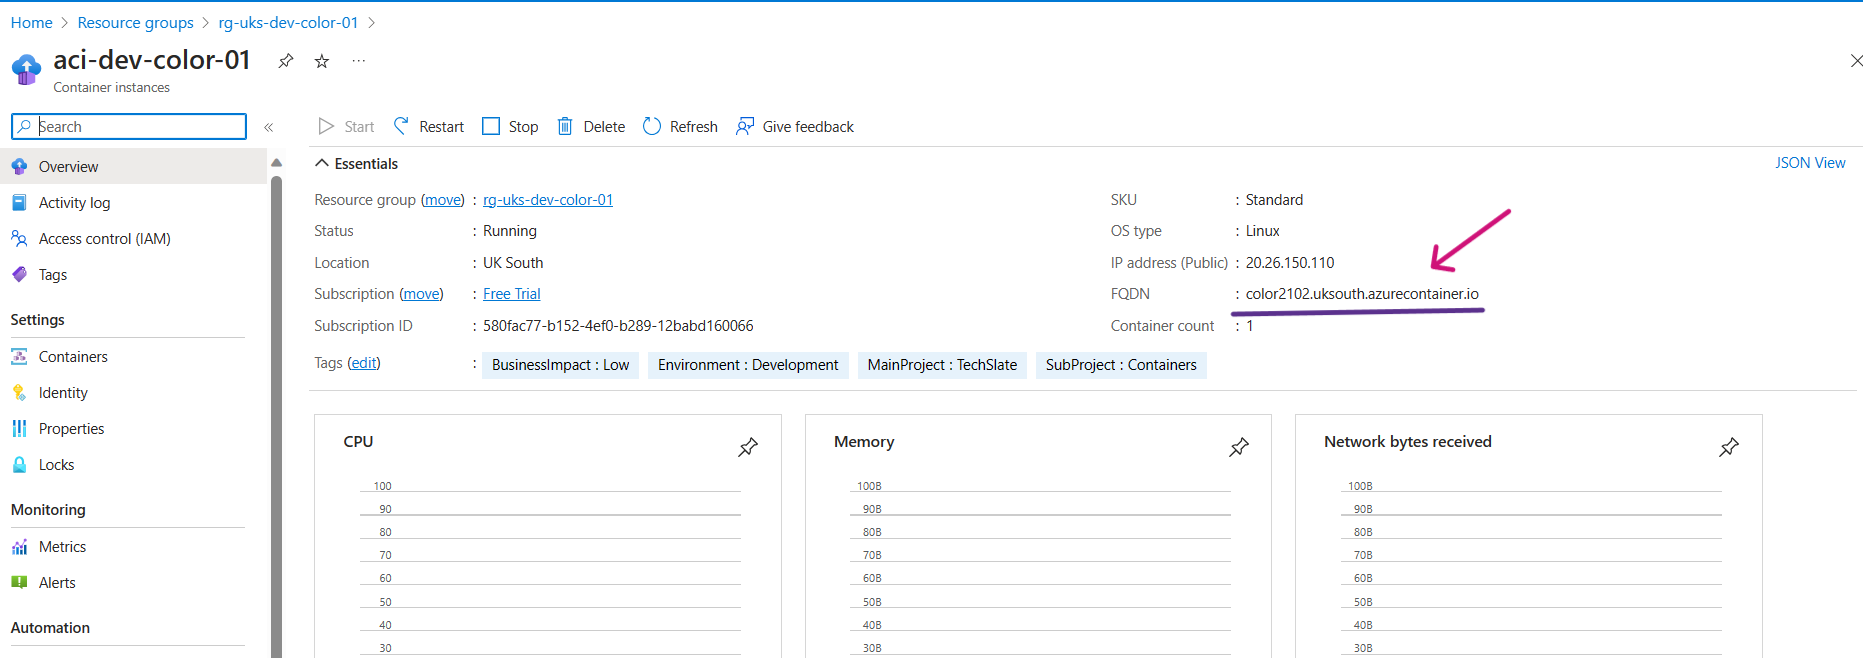 Home > Resource groups > rg-uks-dev-color-01 >
aci-dev-color-01 ...
Container instances
Search «
Start Restart Stop Delete Refresh Give feedback
Overview
Activity log
Access control (IAM)
Tags
Settings
Containers
Identity
Properties
Locks
Monitoring
Metrics
Alerts
Automation
Essentials JSON View
Resource group (move) : rg-uks-dev-color-01
Status : Running
Location : UK South
Subscription (move) : Free Trial
Subscription ID : 580fac77-b152-4ef0-b289-12babd160066
SKU : Standard
OS type : Linux
IP address (Public) : 20.26.150.110
FQDN : color2102.uksouth.azurecontainer.io
Container count : 1
Tags (edit) : BusinessImpact : Low Environment : Development MainProject : TechSlate SubProject : Containers
CPU
100
90
80
70
60
50
40
30
Memory
100B
90B
80B
70B
60B
50B
40B
30B
Network bytes received
100B
90B
80B
70B
60B
50B
40B
30B